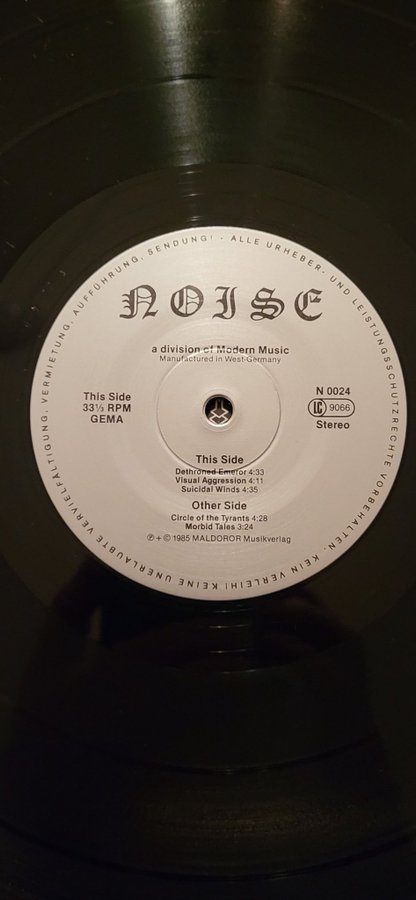 ALLE URHEBER- UND LEISTUNGSSCHUTZRECHTE VORBEHALTEN. KEIN VERLEIH! KEINE UNERLAUBTE VERVIELFÄLTIGUNG, VERMIETUNG, AUFFÜHRUNG, SENDUNG! ·
NOISE
a division of Modern Music
Manufactured in West-Germany
This Side
33⅓ RPM
GEMA
N 0024
LC 9066
Stereo
This Side
Dethroned Emeror 4:33
Visual Aggression 4:11
Suicidal Winds 4:35
Other Side
Circle of the Tyrants 4:28
Morbid Tales 3:24
℗ + © 1985 MALDOROR Musikverlag